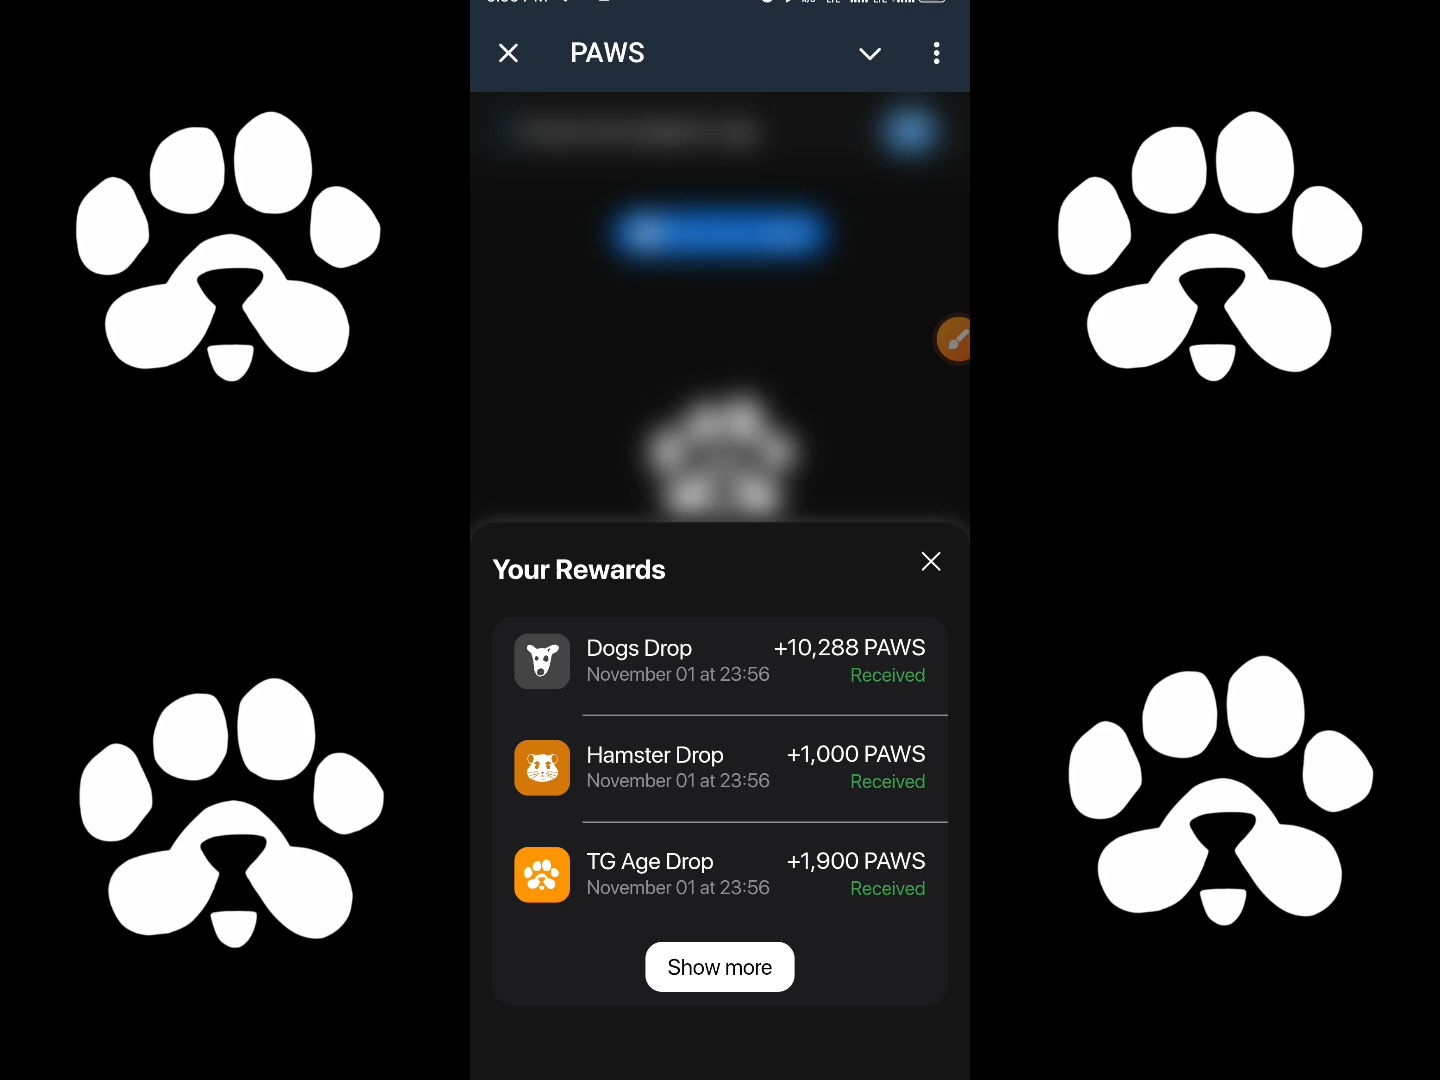 PAWS
Your Rewards
Dogs Drop +10,288 PAWS
November 01 at 23:56 Received
Hamster Drop +1,000 PAWS
November 01 at 23:56 Received
TG Age Drop +1,900 PAWS
November 01 at 23:56 Received
Show more